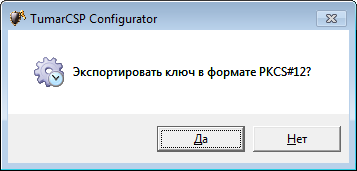 TumarCSP Configurator
Экспортировать ключ в формате PKCS#12?
Да
Нет